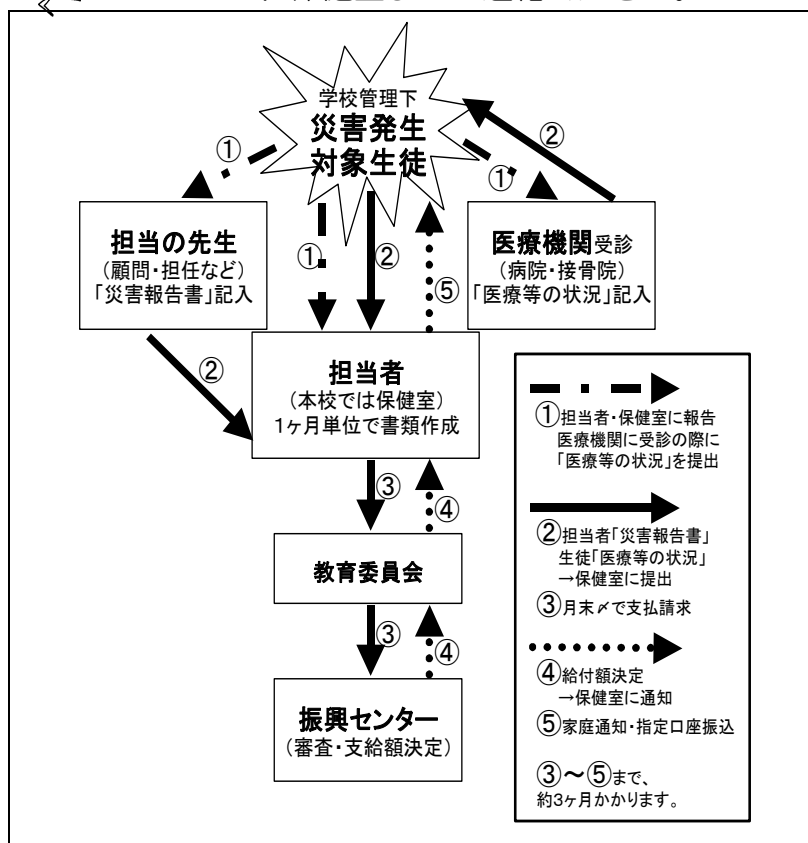 学校管理下
災害発生
対象生徒
①
①
②
担当の先生
(顧問・担任など)
「災害報告書」記入
①
②
⑤
医療機関受診
(病院・接骨院)
「医療等の状況」記入
②
担当者
(本校では保健室)
1ヶ月単位で書類作成
③
④
教育委員会
③
④
振興センター
(審査・支給額決定)
①担当者・保健室に報告
医療機関に受診の際に
「医療等の状況」を提出
②担当者「災害報告書」
生徒「医療等の状況」
→保健室に提出
③月末〆で支払請求
④給付額決定
→保健室に通知
⑤家庭通知・指定口座振込
③～⑤まで、
約3ヶ月かかります。